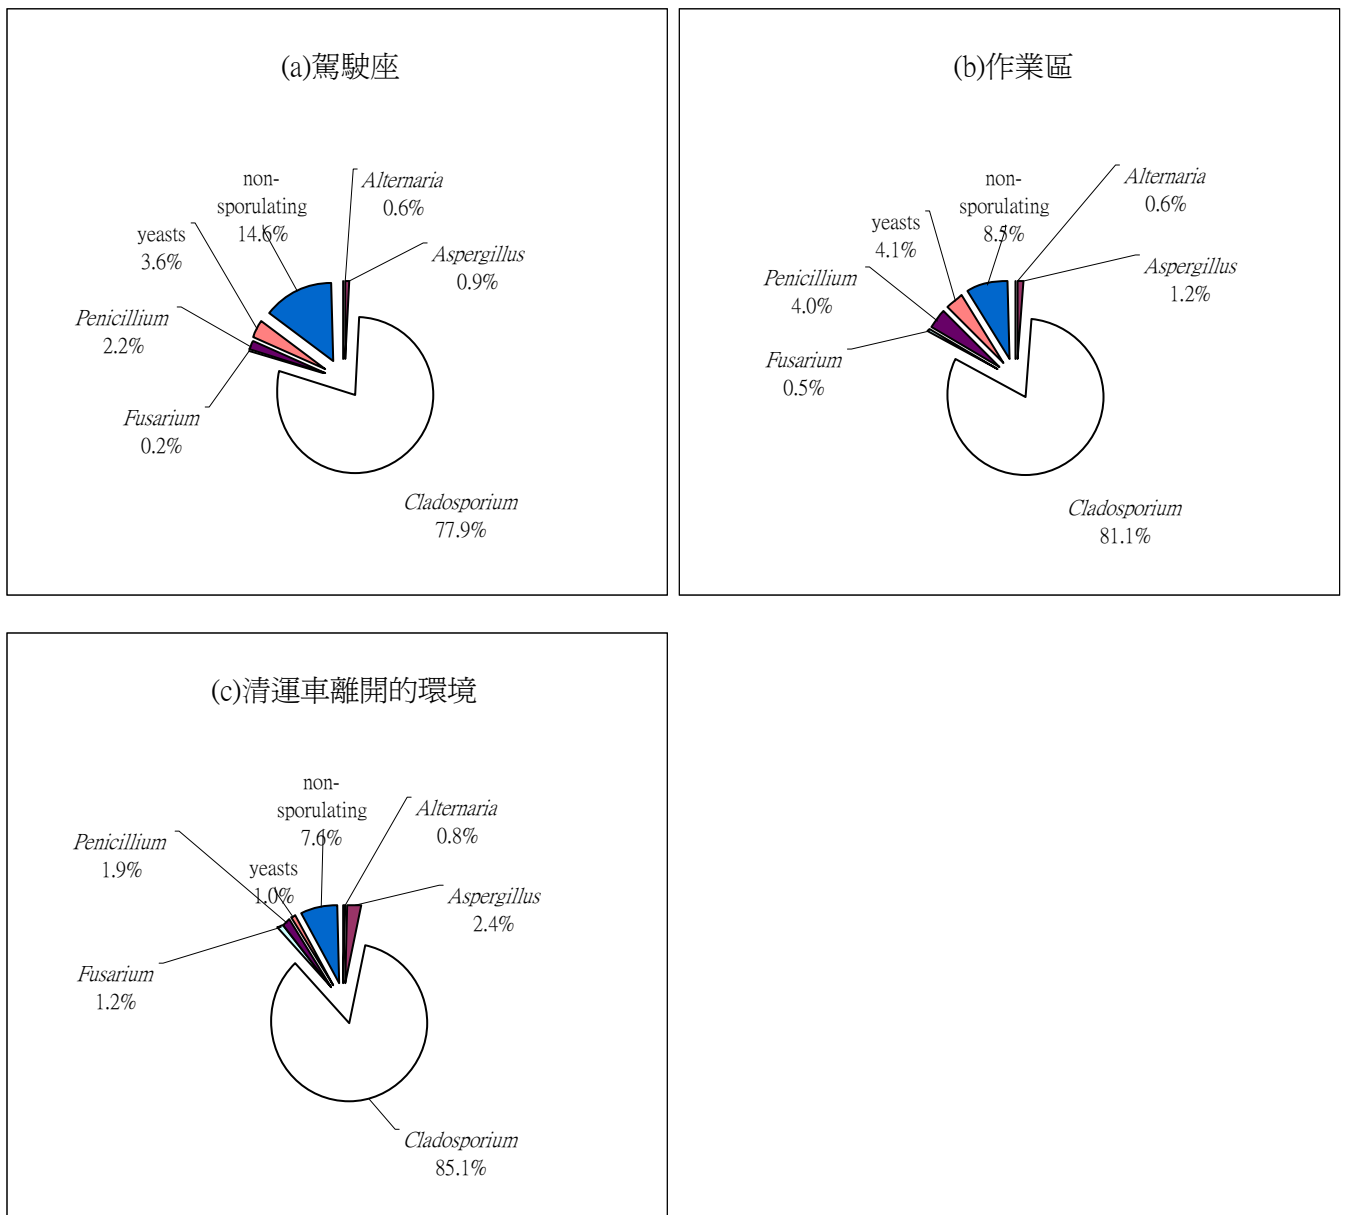 (a)駕駛座
non-
sporulating
14.6%
Alternaria
0.6%
yeasts
3.6%
Aspergillus
0.9%
Penicillium
2.2%
Fusarium
0.2%
Cladosporium
77.9%
(b)作業區
non-
sporulating
8.5%
Alternaria
0.6%
yeasts
4.1%
Aspergillus
1.2%
Penicillium
4.0%
Fusarium
0.5%
Cladosporium
81.1%
(c)清運車離開的環境
non-
sporulating
7.6%
Alternaria
0.8%
Penicillium
1.9%
yeasts
1.0%
Aspergillus
2.4%
Fusarium
1.2%
Cladosporium
85.1%